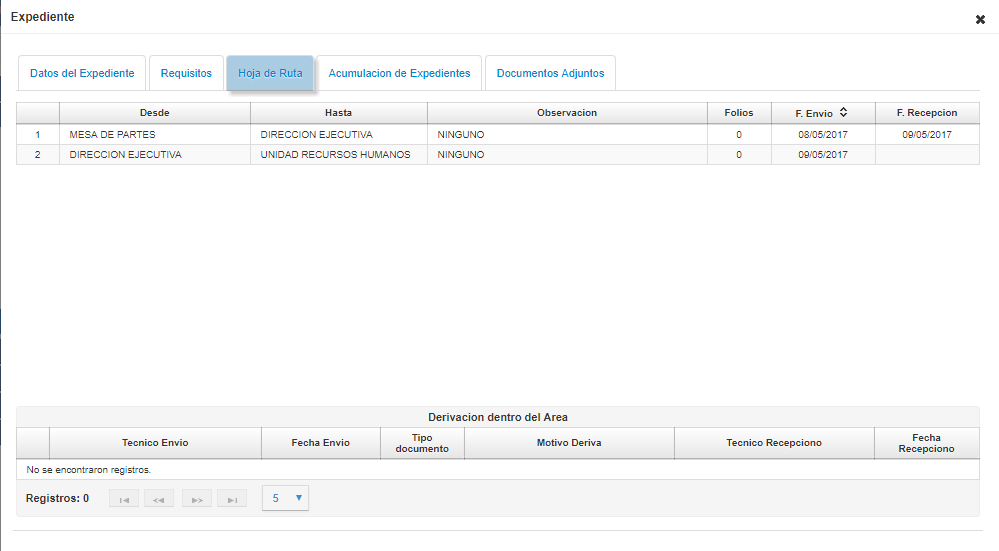 Expediente
Datos del Expediente Requisitos Hoja de Ruta Acumulacion de Expedientes Documentos Adjuntos
Desde Hasta Observacion Folios F. Envio F. Recepcion
1 MESA DE PARTES DIRECCION EJECUTIVA NINGUNO 0 08/05/2017 09/05/2017
2 DIRECCION EJECUTIVA UNIDAD RECURSOS HUMANOS NINGUNO 0 09/05/2017
Derivacion dentro del Area
Tecnico Envio Fecha Envio Tipo documento Motivo Deriva Tecnico Recepciono Fecha Recepciono
No se encontraron registros.
Registros: 0 5